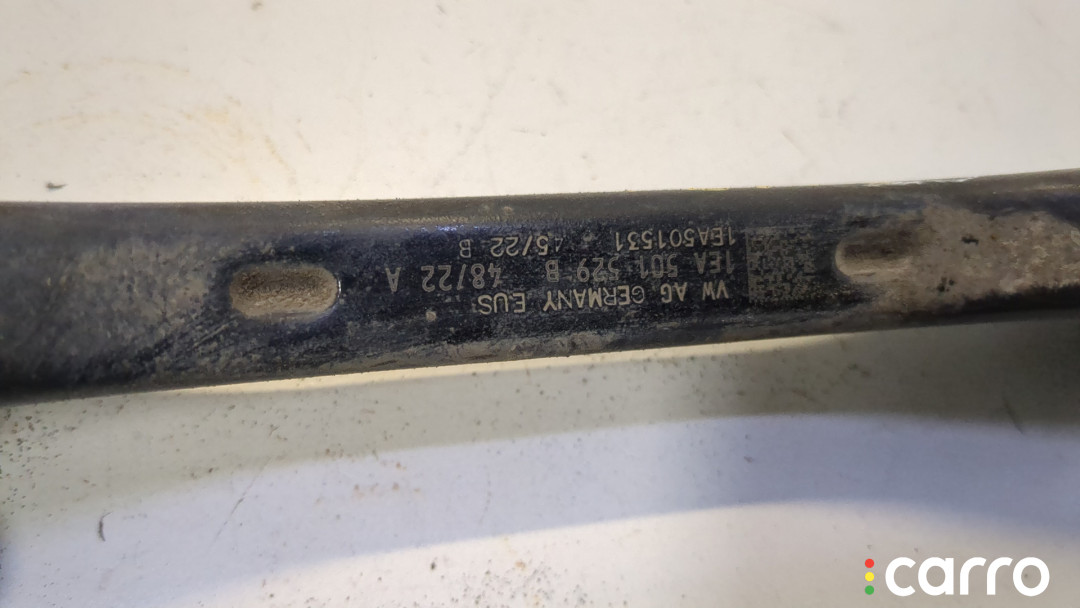 VW AG GERMANY EUS
1EA 501 529 B 48/22 A
1EA501531 45/22 B
carro